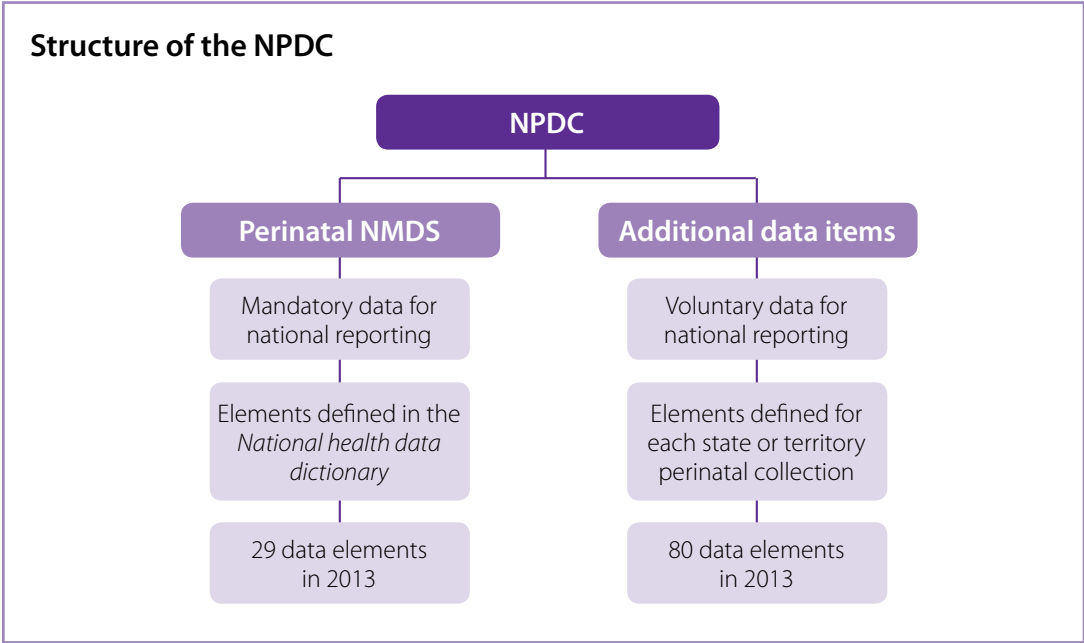 Structure of the NPDC
NPDC
Perinatal NMDS
Mandatory data for
national reporting
Elements defined in the
National health data
dictionary
29 data elements
in 2013
Additional data items
Voluntary data for
national reporting
Elements defined for
each state or territory
perinatal collection
80 data elements
in 2013